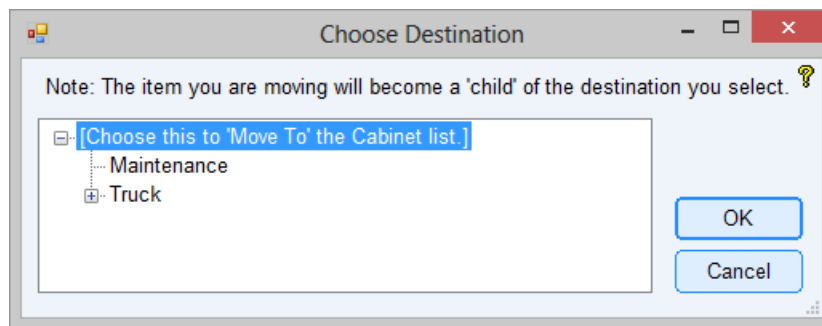 Choose Destination
Note: The item you are moving will become a 'child' of the destination you select.
[Choose this to 'Move To' the Cabinet list.]
Maintenance
Truck
OK
Cancel